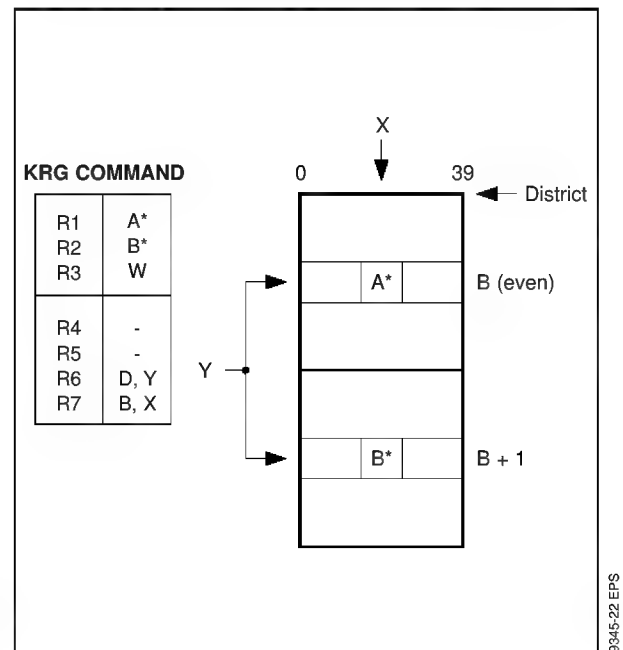 X
KRG COMMAND
0 39
District
R1 A*
R2 B*
R3 W
A* B (even)
R4 -
R5 -
R6 D, Y
R7 B, X
Y
B* B + 1
9345-22 EPS